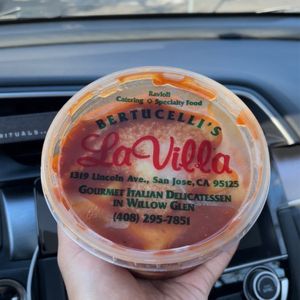 Ravioli
Catering Specialty Food
BERTUCELLI'S
La Villa
1319 Lincoln Ave., San Jose, CA 95125
GOURMET ITALIAN DELICATESSEN
IN WILLOW GLEN
(408) 295-7851
RITUALS